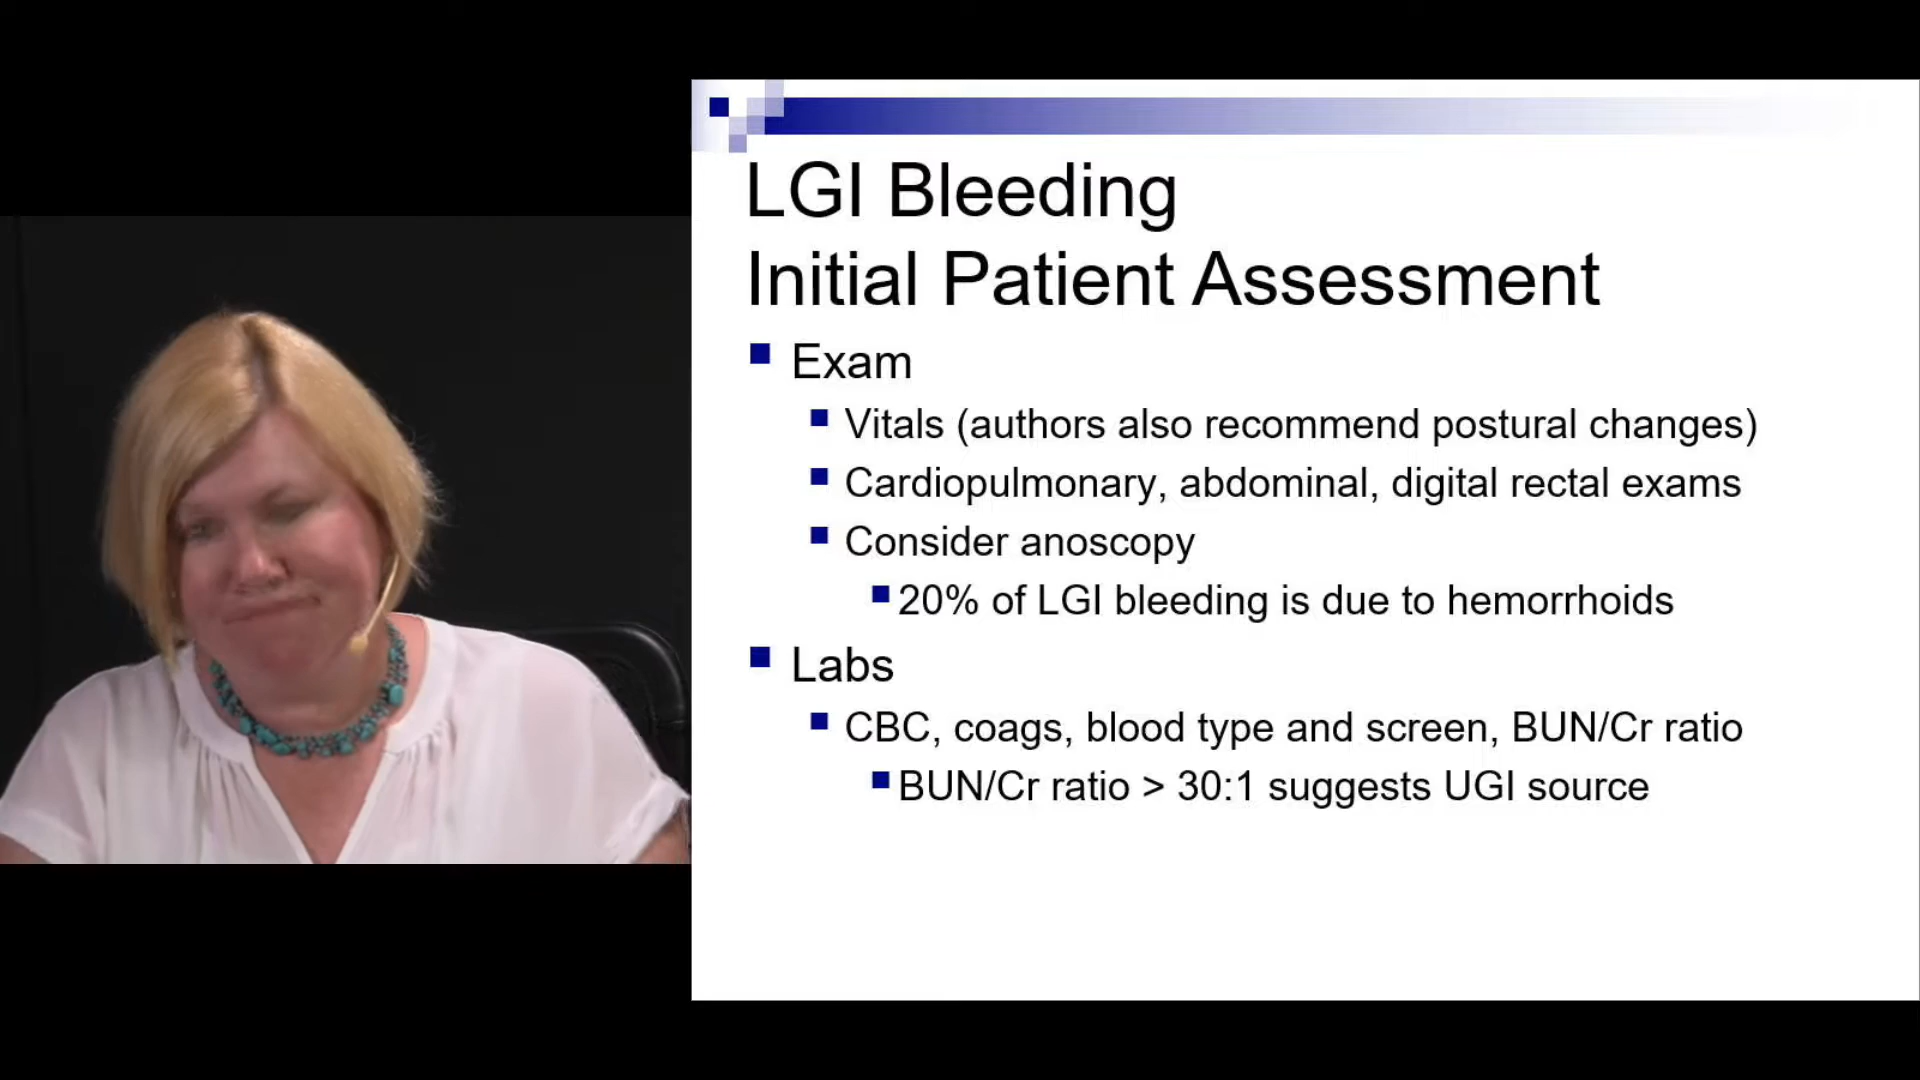 LGI Bleeding
Initial Patient Assessment
Exam
Vitals (authors also recommend postural changes)
Cardiopulmonary, abdominal, digital rectal exams
Consider anoscopy
20% of LGI bleeding is due to hemorrhoids
Labs
CBC, coags, blood type and screen, BUN/Cr ratio
BUN/Cr ratio > 30:1 suggests UGI source